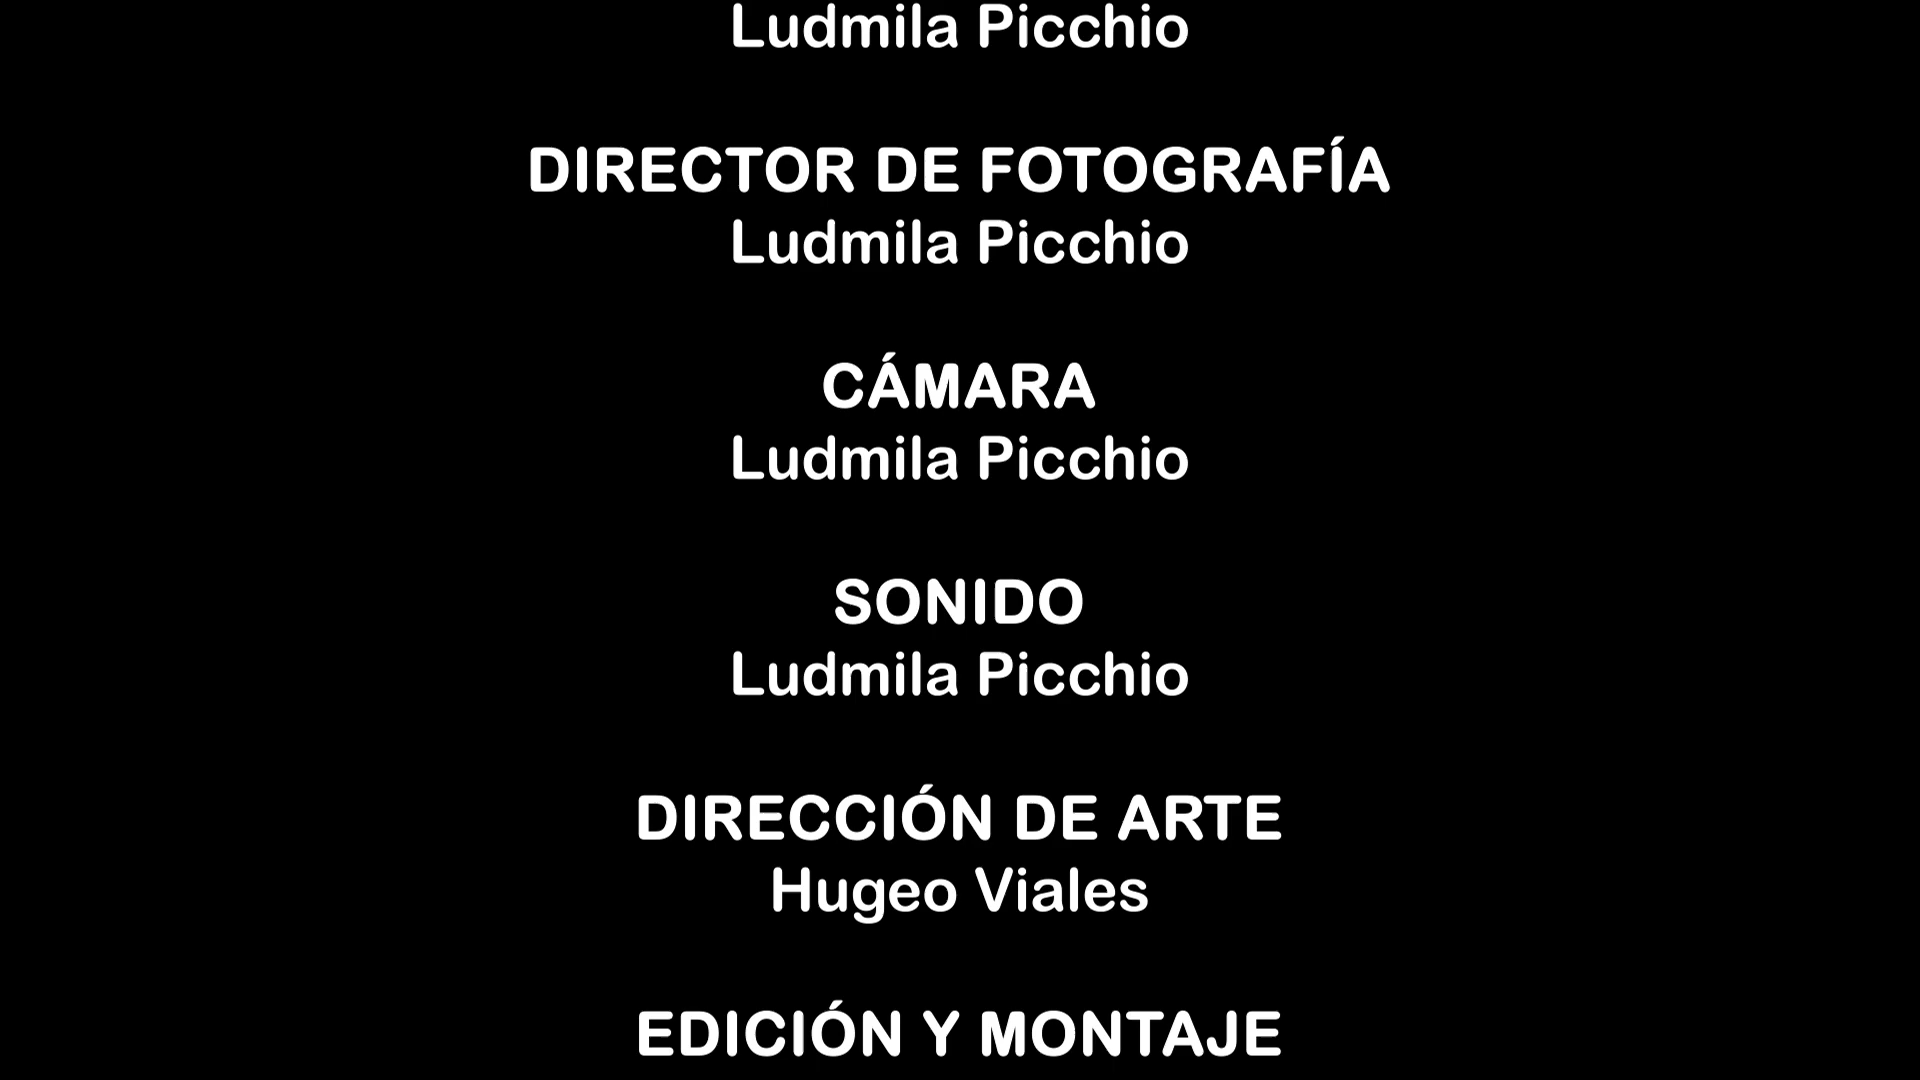 Ludmila Picchio
DIRECTOR DE FOTOGRAFÍA
Ludmila Picchio
CÁMARA
Ludmila Picchio
SONIDO
Ludmila Picchio
DIRECCIÓN DE ARTE
Hugeo Viales
EDICIÓN Y MONTAJE